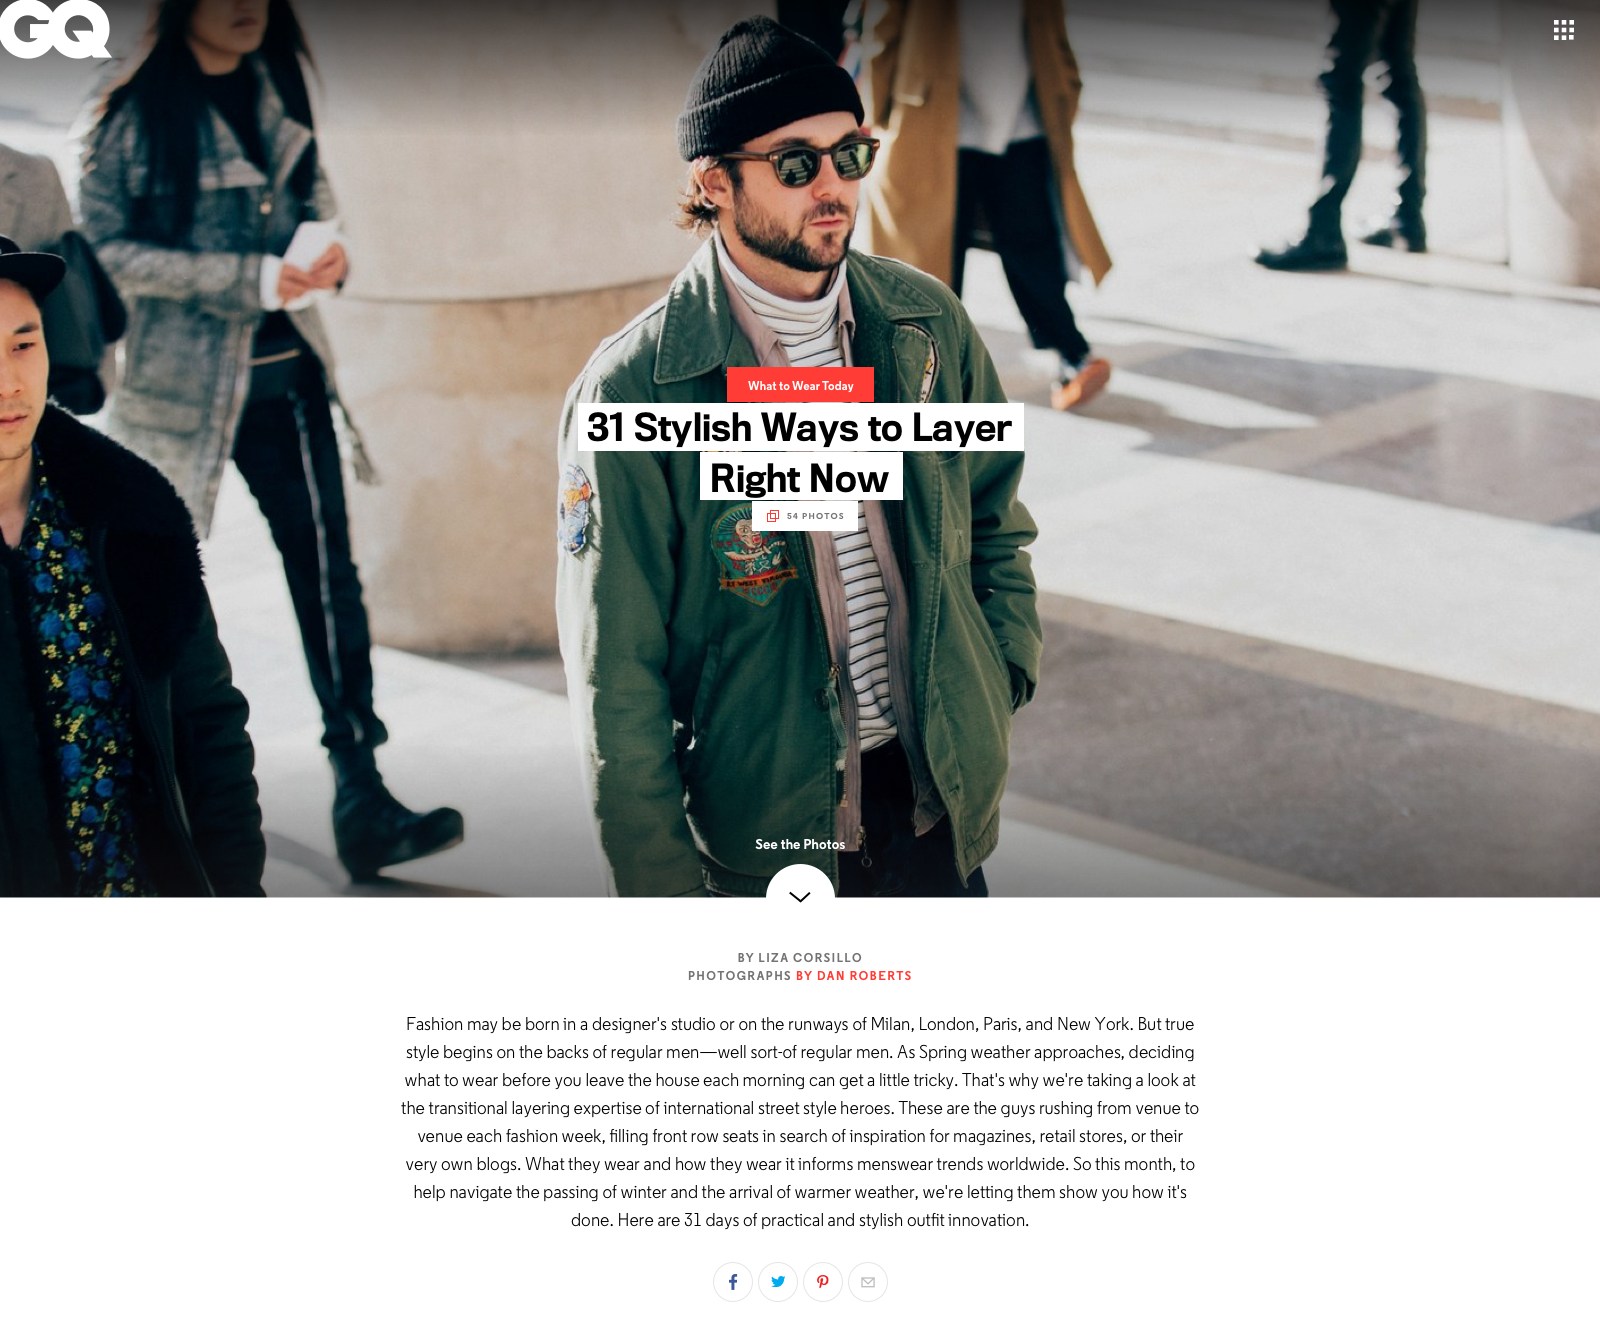 GQ
What to Wear Today
31 Stylish Ways to Layer
Right Now
54 PHOTOS
See the Photos
BY LIZA CORSILLO
PHOTOGRAPHS BY DAN ROBERTS
Fashion may be born in a designer's studio or on the runways of Milan, London, Paris, and New York. But true
style begins on the backs of regular men—well sort-of regular men. As Spring weather approaches, deciding
what to wear before you leave the house each morning can get a little tricky. That's why we're taking a look at
the transitional layering expertise of international street style heroes. These are the guys rushing from venue to
venue each fashion week, filling front row seats in search of inspiration for magazines, retail stores, or their
very own blogs. What they wear and how they wear it informs menswear trends worldwide. So this month, to
help navigate the passing of winter and the arrival of warmer weather, we're letting them show you how it's
done. Here are 31 days of practical and stylish outfit innovation.